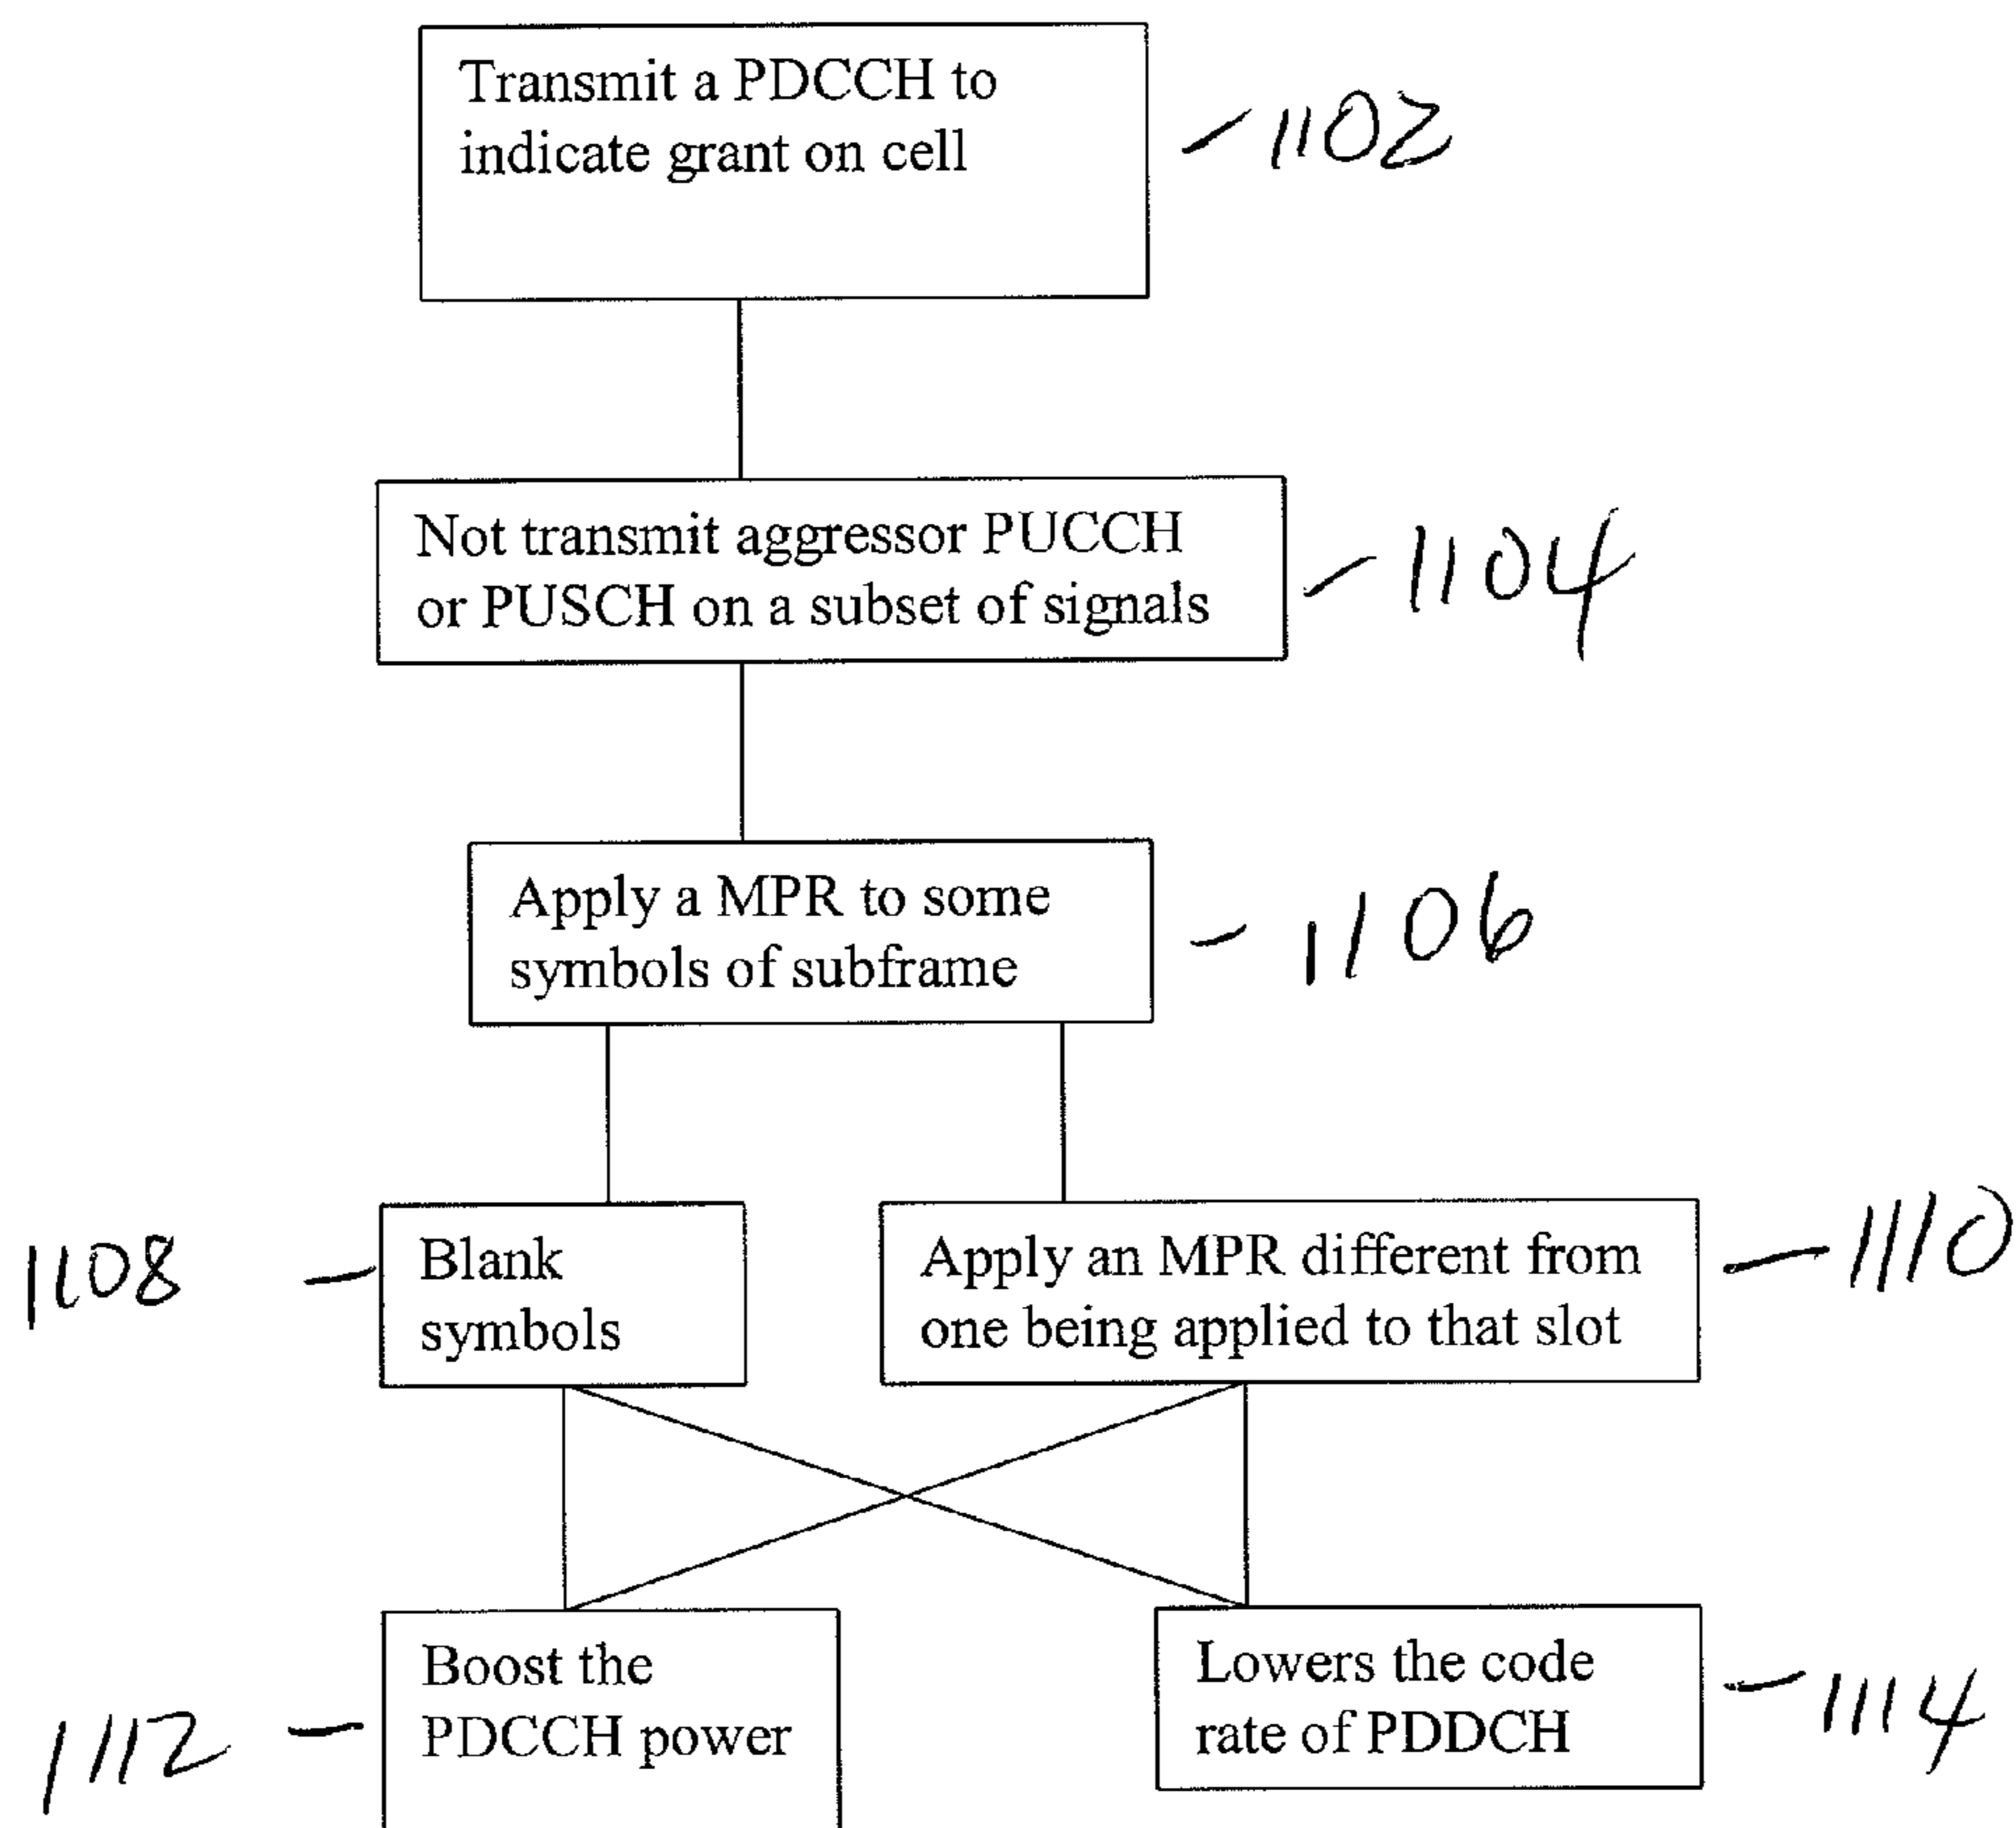 Transmit a PDCCH to
indicate grant on cell
1102
Not transmit aggressor PUCCH
or PUSCH on a subset of signals
1104
Apply a MPR to some
symbols of subframe
1106
1108
Blank
symbols
Apply an MPR different from
one being applied to that slot
1110
1112
Boost the
PDCCH power
Lowers the code
rate of PDDCH
1114